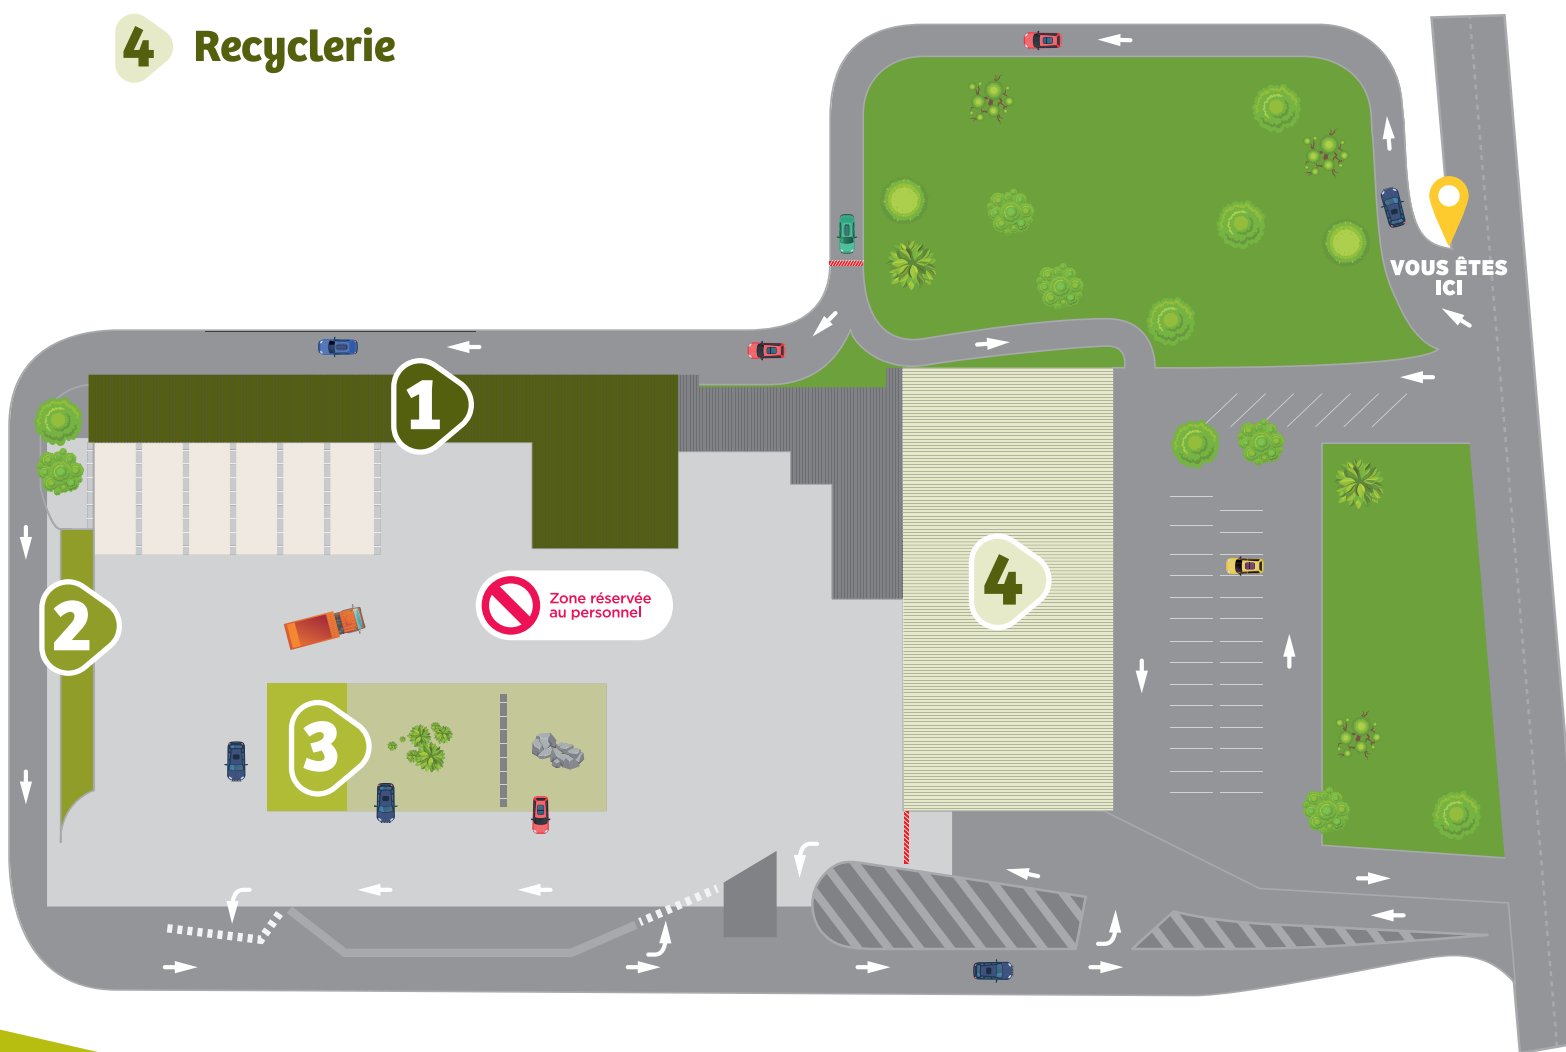 4 Recyclerie
VOUS ÊTES
ICI
1
2
Zone réservée
au personnel
4
3